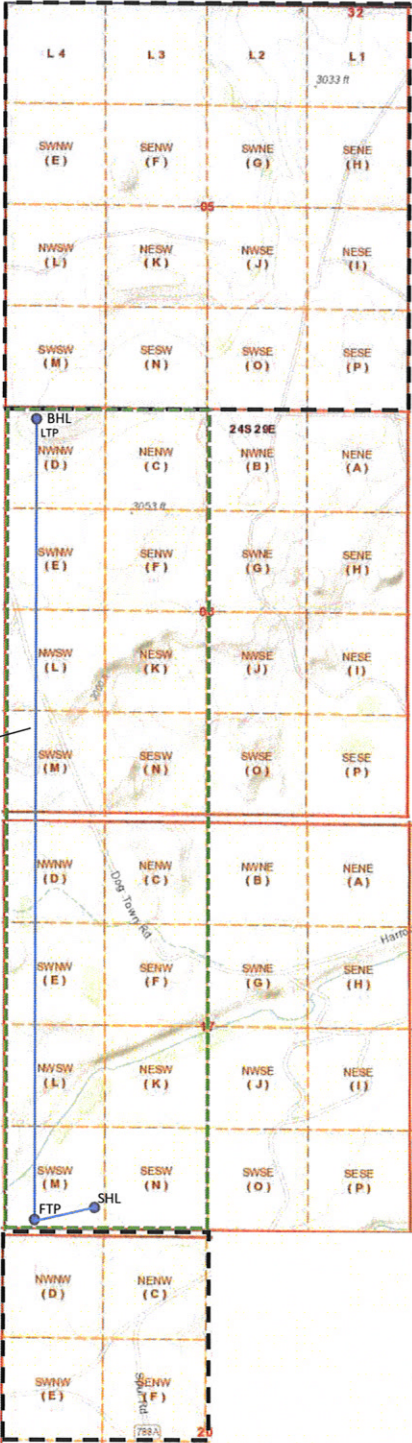 32
L 4 L 3 L 2 L 1
3033 ft
SWNW SENW SWNE SENE
(E) (F) (G) (H)
05
NWSW NESW NWSE NESE
(L) (K) (J) (I)
SWSW SESW SWSE SESE
(M) (N) (O) (P)
BHL
LTP
24S 29E
NWNW NENW NWNE NENE
(D) (C) (B) (A)
3053 ft
SWNW SENW SWNE SENE
(E) (F) (G) (H)
NWSW NESW NWSE NESE
(L) (K) (J) (I)
SWSW SESW SWSE SESE
(M) (N) (O) (P)
NWNW NENW NWNE NENE
(D) (C) (B) (A)
Dog Town Rd
SWNW SENW SWNE SENE
(E) (F) (G) (H)
17
NWSW NESW NWSE NESE
(L) (K) (J) (I)
SWSW SESW SWSE SESE
(M) (N) (O) (P)
FTP SHL
NWNW NENW
(D) (C)
SWNW SENW
(E) (F)
Rd
788A
20